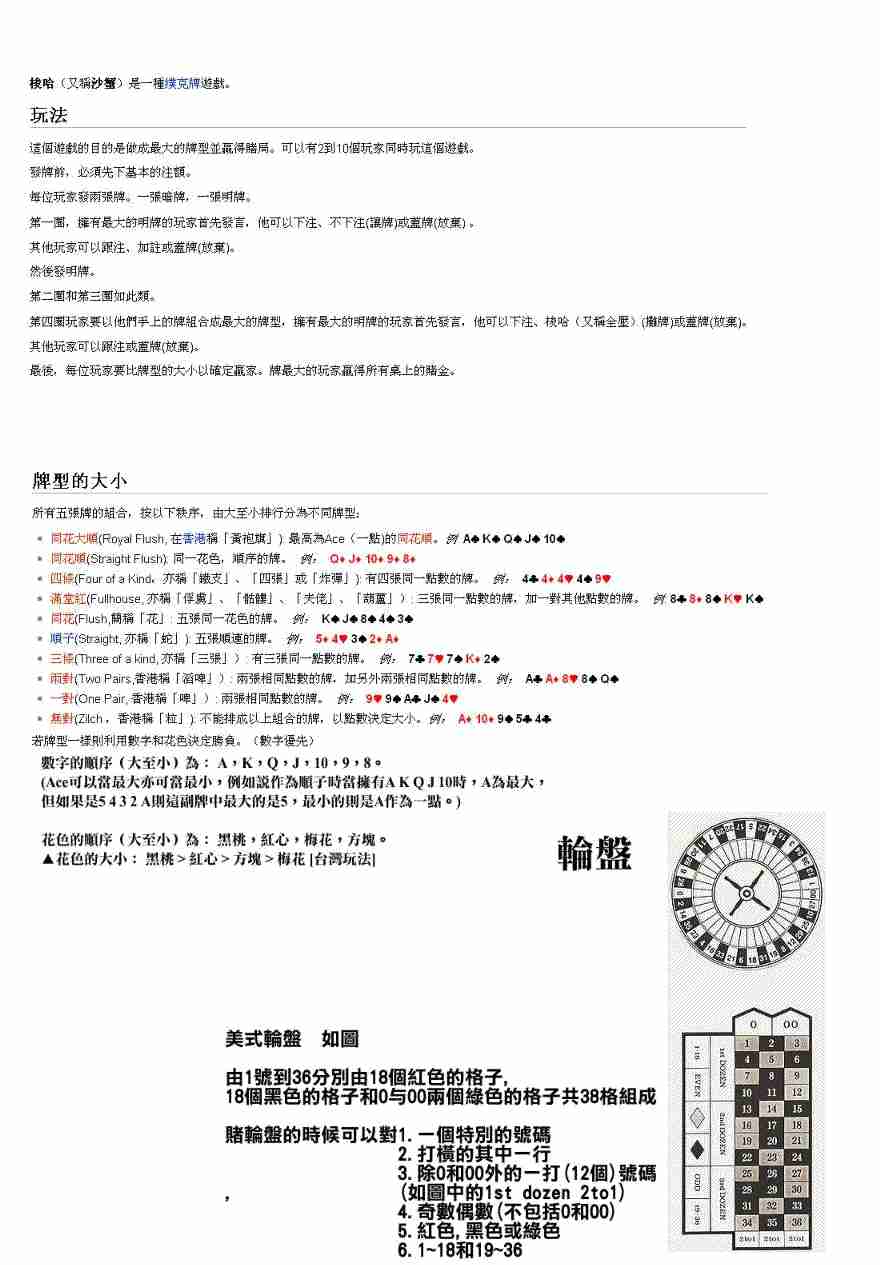 梭哈（又稱沙蟹）是一種撲克牌遊戲。
玩法
這個遊戲的目的是做成最大的牌型並贏得賭局。可以有2到10個玩家同時玩這個遊戲。
發牌前，必須先下基本的注額。
每位玩家發兩張牌。一張暗牌，一張明牌。
第一圈，擁有最大的明牌的玩家首先發言，他可以下注、不下注(讓牌)或蓋牌(放棄) 。
其他玩家可以跟注、加註或蓋牌(放棄)。
然後發明牌。
第二圈和第三圈如此類。
第四圈玩家要以他們手上的牌組合成最大的牌型，擁有最大的明牌的玩家首先發言，他可以下注、梭哈（又稱全壓）(攤牌)或蓋牌(放棄)。
其他玩家可以跟注或蓋牌(放棄)。
最後，每位玩家要比牌型的大小以確定贏家。牌最大的玩家贏得所有桌上的賭金。
牌型的大小
所有五張牌的組合，按以下秩序，由大至小排行分為不同牌型:
同花大順(Royal Flush, 在香港稱「黃袍旗」): 最高為Ace（一點)的同花順。 例 A♠ K♠ Q♠ J♠ 10♠
同花順(Straight Flush): 同一花色，順序的牌。 例： Q♦ J♦ 10♦ 9♦ 8♦
四條(Four of a Kind，亦稱「鐵支」、「四張」或「炸彈」): 有四張同一點數的牌。 例： 4♣ 4♦ 4♥ 4♠ 9♥
滿堂紅(Fullhouse, 亦稱「俘虜」、「骷髏」、「夫佬」、「葫蘆」）: 三張同一點數的牌，加一對其他點數的牌。 例 8♣ 8♦ 8♠ K♥ K♠
同花(Flush,簡稱「花」: 五張同一花色的牌。 例： K♠ J♠ 8♠ 4♠ 3♠
順子(Straight, 亦稱「蛇」): 五張順連的牌。 例： 5♦ 4♥ 3♠ 2♦ A♦
三條(Three of a kind, 亦稱「三張」）: 有三張同一點數的牌。 例： 7♣ 7♥ 7♠ K♦ 2♠
兩對(Two Pairs,香港稱「滔啤」）: 兩張相同點數的牌，加另外兩張相同點數的牌。 例： A♣ A♦ 8♥ 8♠ Q♠
一對(One Pair, 香港稱「啤」）: 兩張相同點數的牌。 例： 9♥ 9♠ A♣ J♠ 4♥
無對(Zilch ，香港稱「粒」): 不能排成以上組合的牌，以點數決定大小。例： A♦ 10♦ 9♠ 5♣ 4♣
若牌型一樣則利用數字和花色決定勝負。（數字優先）
數字的順序（大至小）為： A，K，Q，J，10，9，8。
(Ace可以當最大亦可當最小，例如說作為順子時當擁有A K Q J 10時，A為最大，
但如果是5 4 3 2 A則這副牌中最大的是5，最小的則是A作為一點。)
花色的順序（大至小）為： 黑桃，紅心，梅花，方塊。
▲花色的大小： 黑桃 > 紅心 > 方塊 > 梅花 [台灣玩法]
輪盤
美式輪盤 如圖
由1號到36分別由18個紅色的格子,
18個黑色的格子和0与00兩個綠色的格子共38格組成
賭輪盤的時候可以對1. 一個特別的號碼
2. 打橫的其中一行
3. 除0和00外的一打(12個)號碼
, (如圖中的1st dozen 2to1)
4. 奇數偶數(不包括0和00)
5. 紅色, 黑色或綠色
6. 1~18和19~36
0 00
1 2 3
4 5 6
7 8 9
10 11 12
13 14 15
16 17 18
19 20 21
22 23 24
25 26 27
28 29 30
31 32 33
34 35 36
2to1 2to1 2to1
1st DOZEN
2nd DOZEN
3rd DOZEN
1-18
EVEN
ODD
19-36